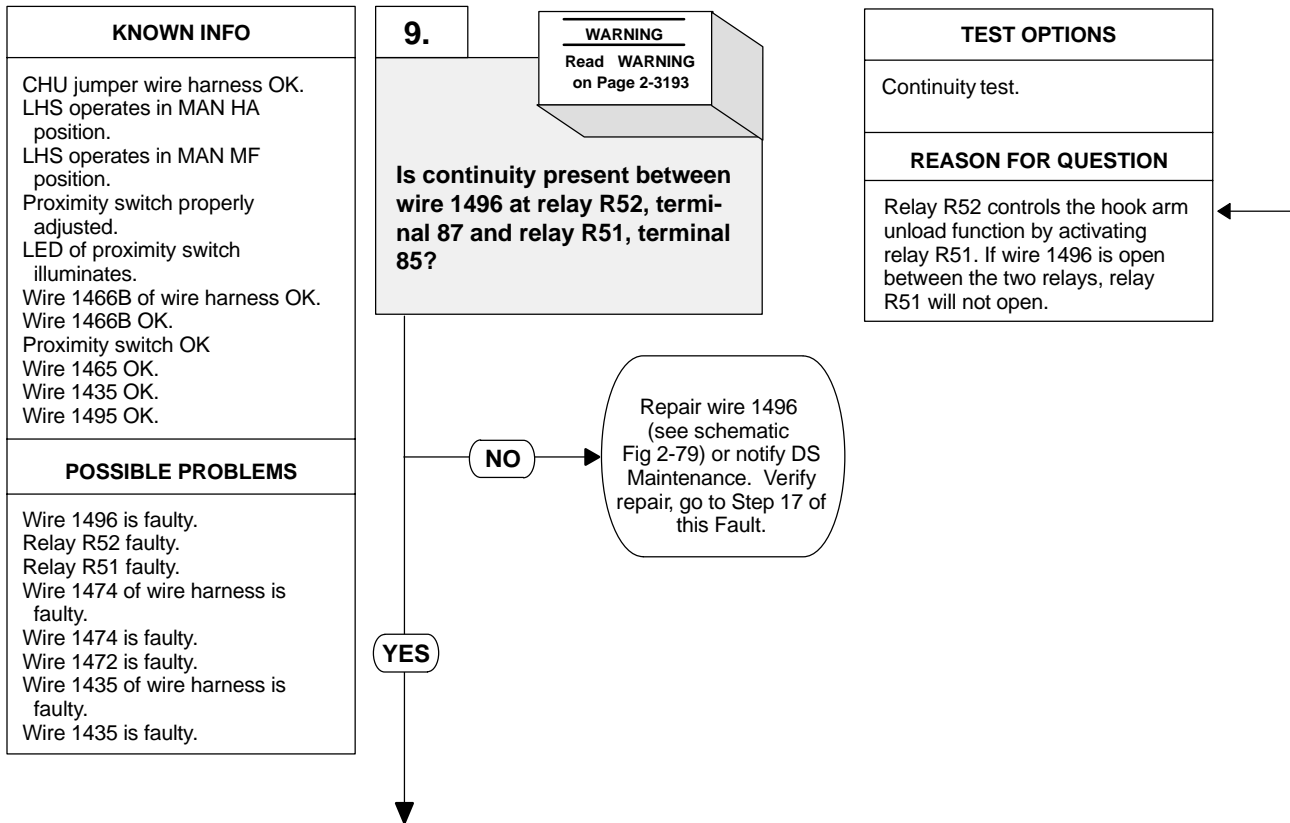 KNOWN INFO
CHU jumper wire harness OK.
LHS operates in MAN HA
position.
LHS operates in MAN MF
position.
Proximity switch properly
adjusted.
LED of proximity switch
illuminates.
Wire 1466B of wire harness OK.
Wire 1466B OK.
Proximity switch OK
Wire 1465 OK.
Wire 1435 OK.
Wire 1495 OK.
POSSIBLE PROBLEMS
Wire 1496 is faulty.
Relay R52 faulty.
Relay R51 faulty.
Wire 1474 of wire harness is
faulty.
Wire 1474 is faulty.
Wire 1472 is faulty.
Wire 1435 of wire harness is
faulty.
Wire 1435 is faulty.
9.
WARNING
Read WARNING
on Page 2-3193
Is continuity present between
wire 1496 at relay R52, termi-
nal 87 and relay R51, terminal
85?
NO
Repair wire 1496
(see schematic
Fig 2-79) or notify DS
Maintenance. Verify
repair, go to Step 17 of
this Fault.
YES
TEST OPTIONS
Continuity test.
REASON FOR QUESTION
Relay R52 controls the hook arm
unload function by activating
relay R51. If wire 1496 is open
between the two relays, relay
R51 will not open.